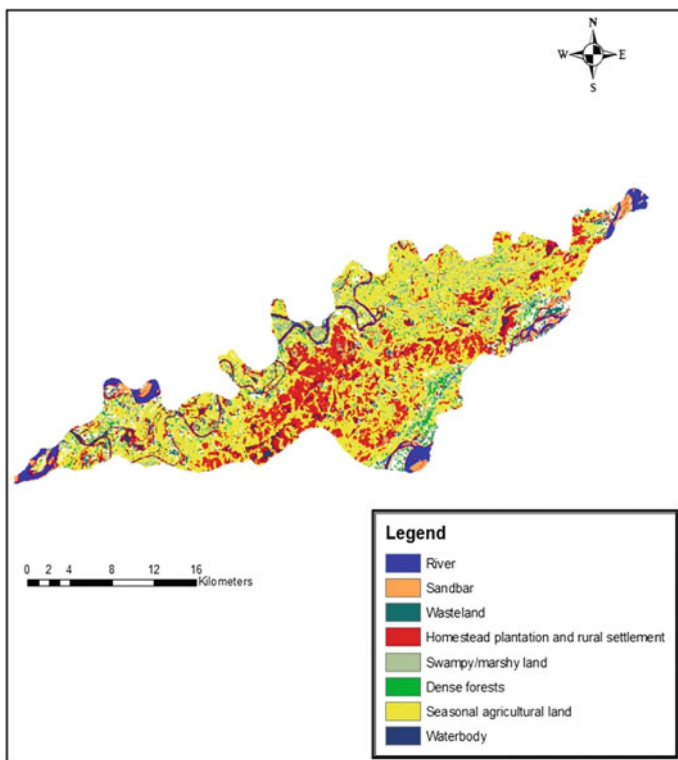 N
W E
S
0 2 4 8 12 16
Kilometers
Legend
River
Sandbar
Wasteland
Homestead plantation and rural settlement
Swampy/marshy land
Dense forests
Seasonal agricultural land
Waterbody